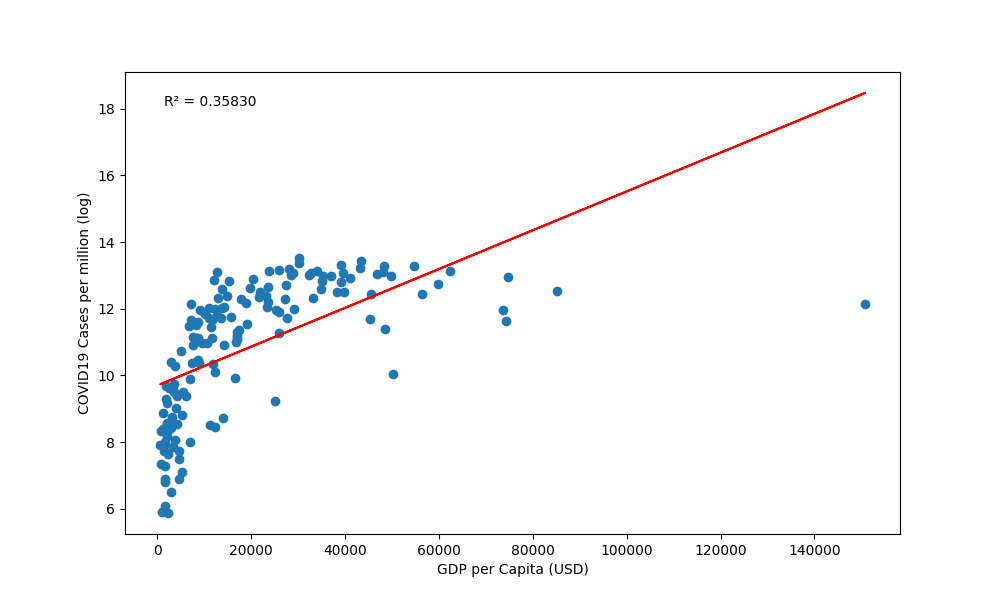 R² = 0.35830
18
16
14
12
10
8
6
COVID19 Cases per million (log)
0 20000 40000 60000 80000 100000 120000 140000
GDP per Capita (USD)